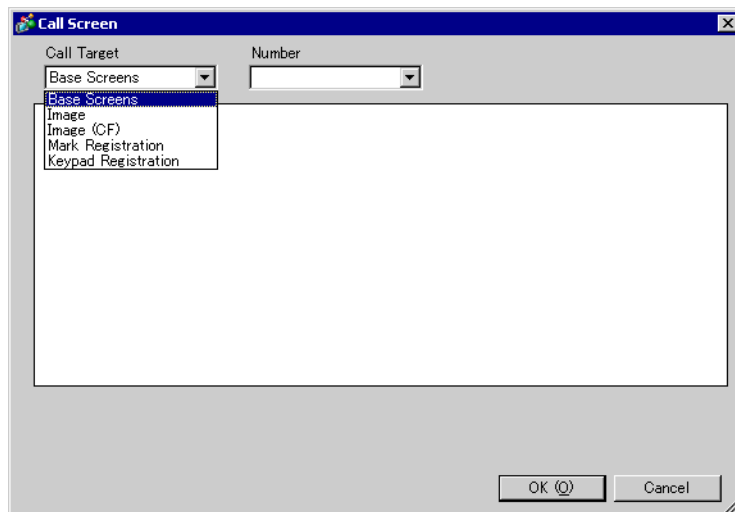 Call Screen
Call Target Number
Base Screens
Base Screens
Image
Image (CF)
Mark Registration
Keypad Registration
OK (O) Cancel